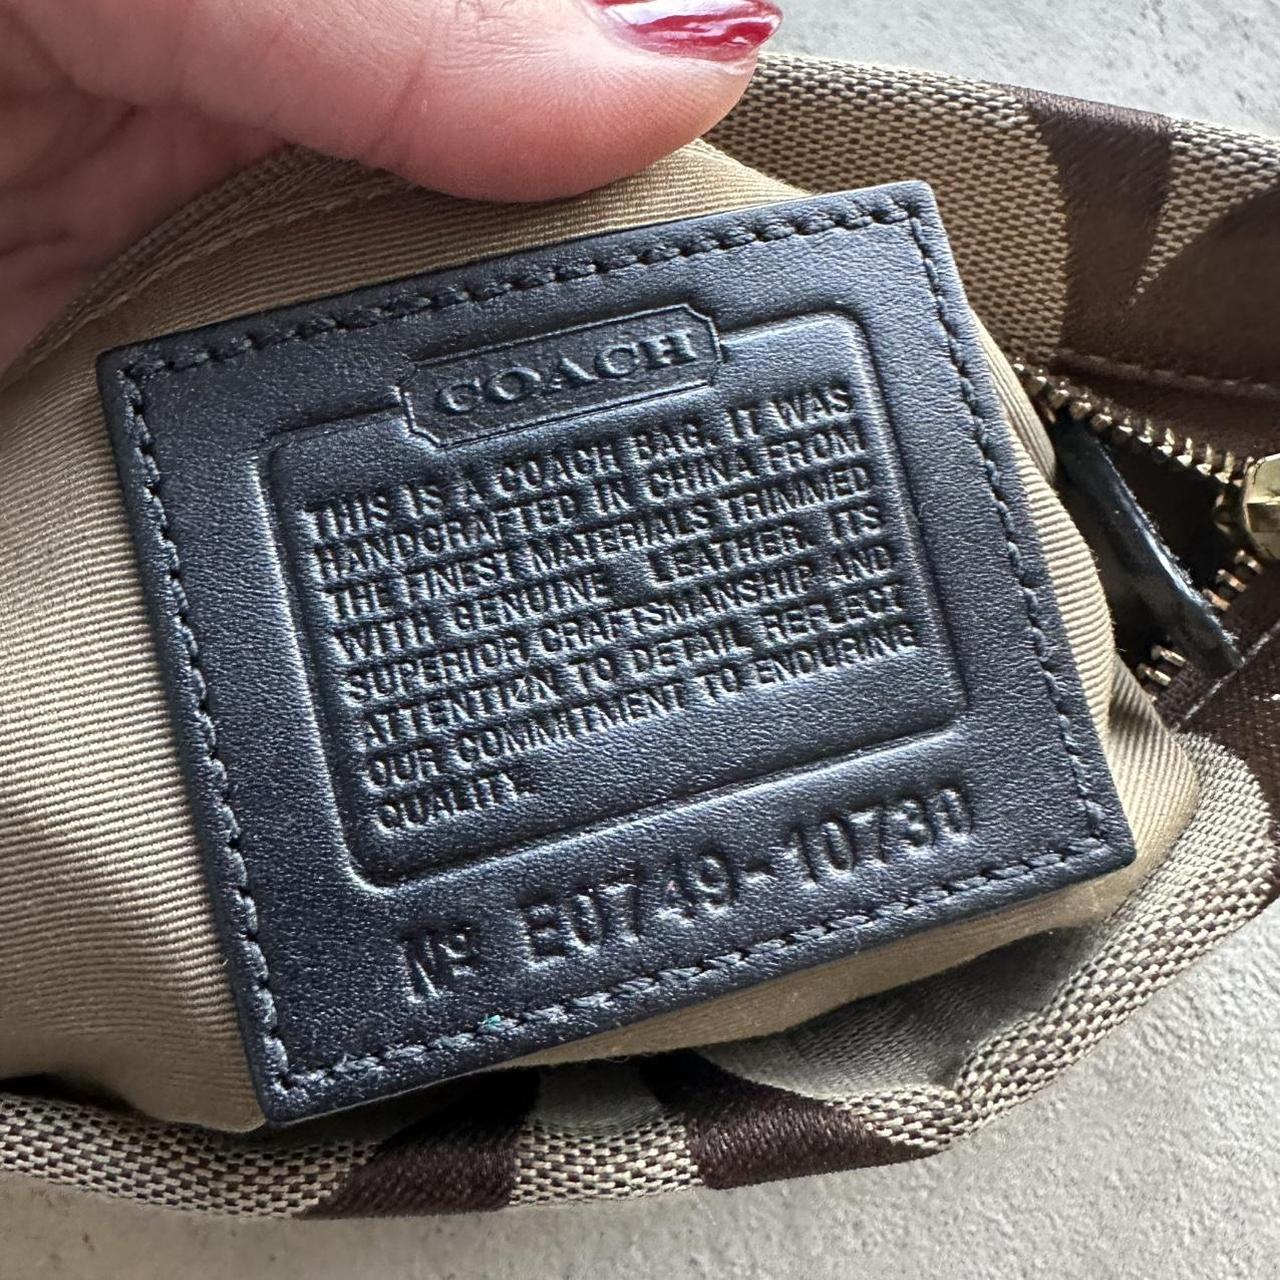 COACH
THIS IS A COACH BAG. IT WAS
HANDCRAFTED IN CHINA FROM
THE FINEST MATERIALS TRIMMED
WITH GENUINE LEATHER. ITS
SUPERIOR CRAFTSMANSHIP AND
ATTENTION TO DETAIL REFLECT
OUR COMMITMENT TO ENDURING
QUALITY.
Nº E0749-10730